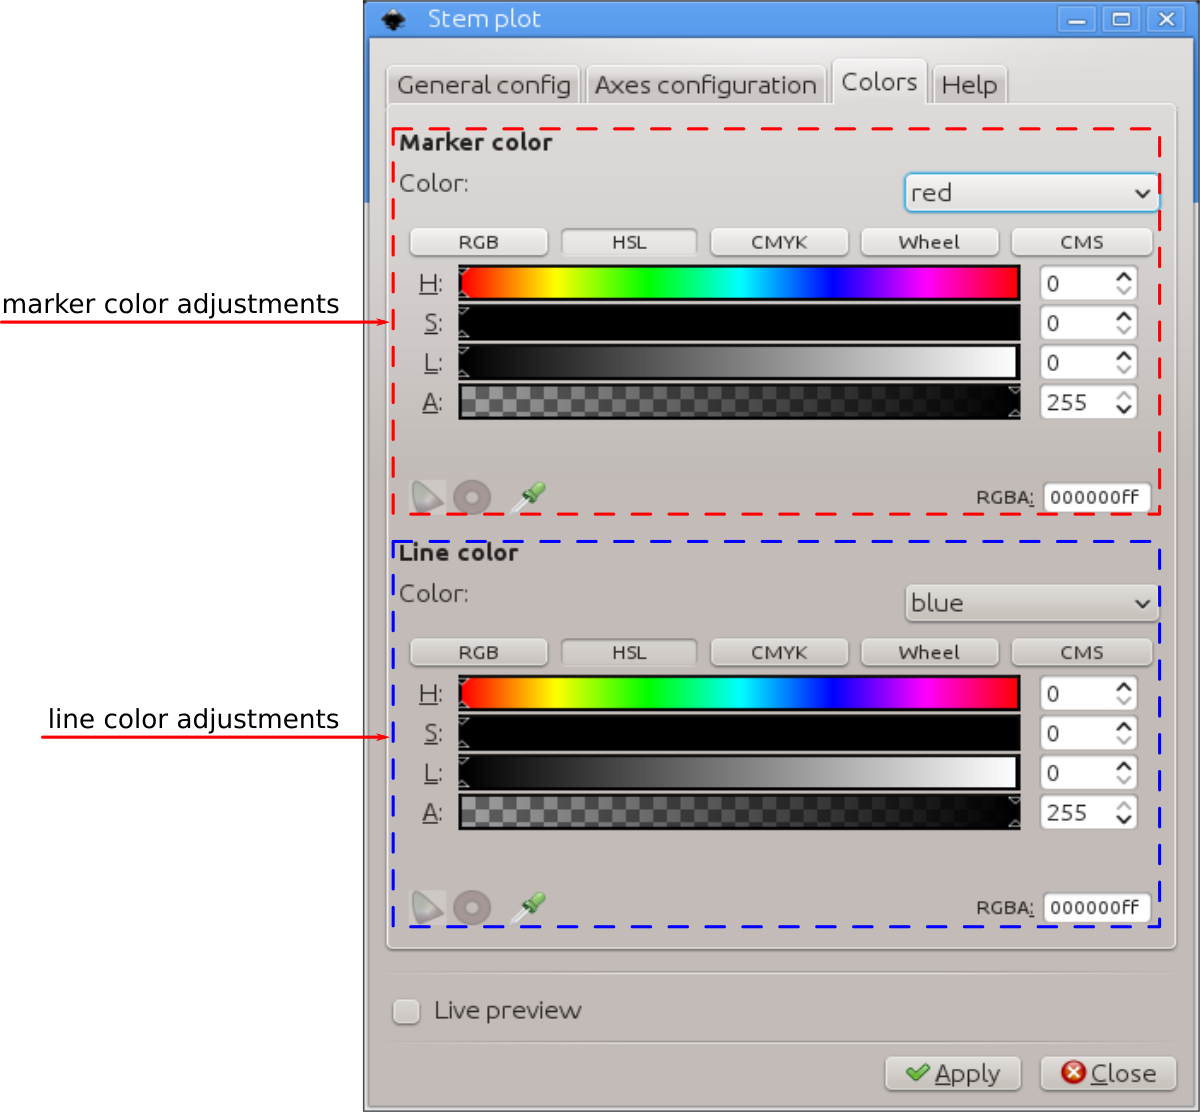 Stem plot
General config Axes configuration Colors Help
Marker color
Color: red
RGB HSL CMYK Wheel CMS
H: 0
marker color adjustments
S: 0
L: 0
A: 255
RGBA: 000000ff
Line color
Color: blue
RGB HSL CMYK Wheel CMS
H: 0
line color adjustments
S: 0
L: 0
A: 255
RGBA: 000000ff
Live preview
Apply Close